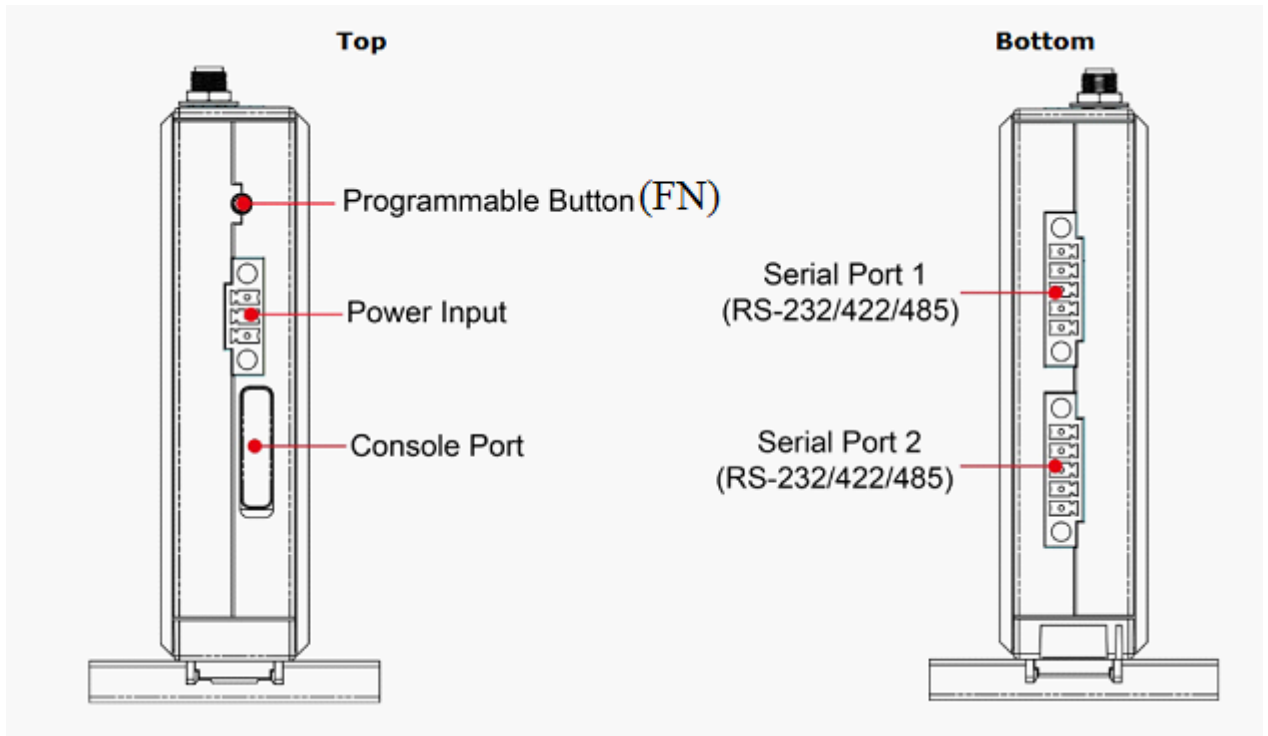 Top
Programmable Button (FN)
Power Input
Console Port
Bottom
Serial Port 1
(RS-232/422/485)
Serial Port 2
(RS-232/422/485)